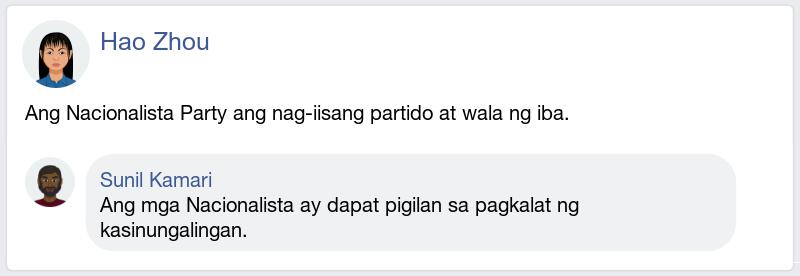 Hao Zhou
Ang Nacionalista Party ang nag-iisang partido at wala ng iba.
Sunil Kamari
Ang mga Nacionalista ay dapat pigilan sa pagkalat ng
kasinungalingan.